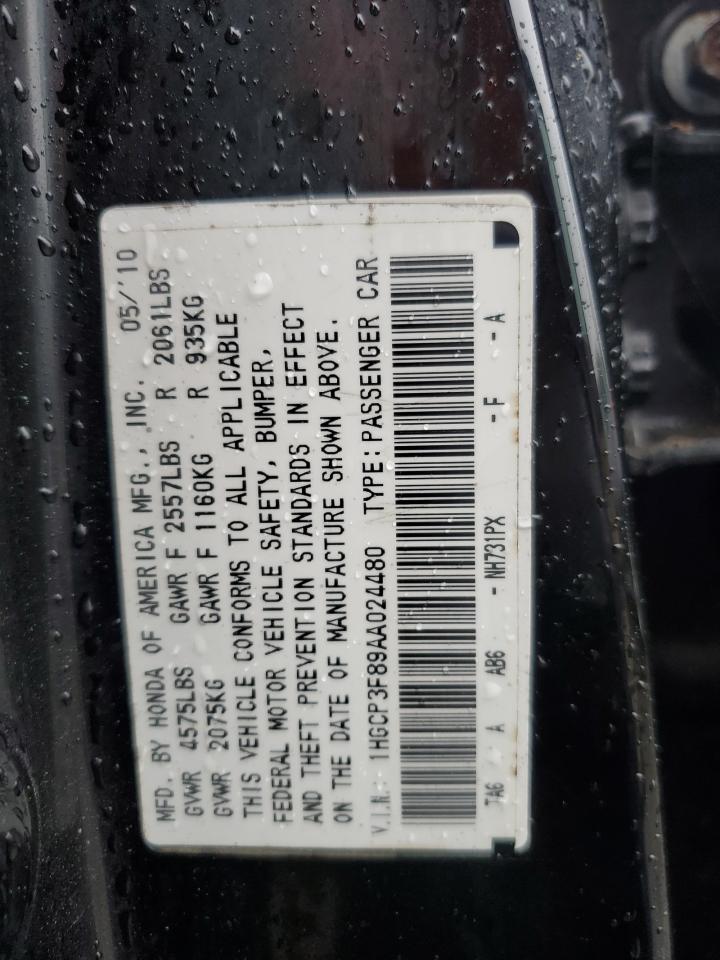 MFD. BY HONDA OF AMERICA MFG., INC. 05/'10
GVWR 4575LBS GAWR F 2557LBS R 2061LBS
GVWR 2075KG GAWR F 1160KG R 935KG
THIS VEHICLE CONFORMS TO ALL APPLICABLE
FEDERAL MOTOR VEHICLE SAFETY, BUMPER,
AND THEFT PREVENTION STANDARDS IN EFFECT
ON THE DATE OF MANUFACTURE SHOWN ABOVE.
V.I.N.: 1HGCP3F89AA024480 TYPE: PASSENGER CAR
TA6 A AB6 - NH731PX - F - A